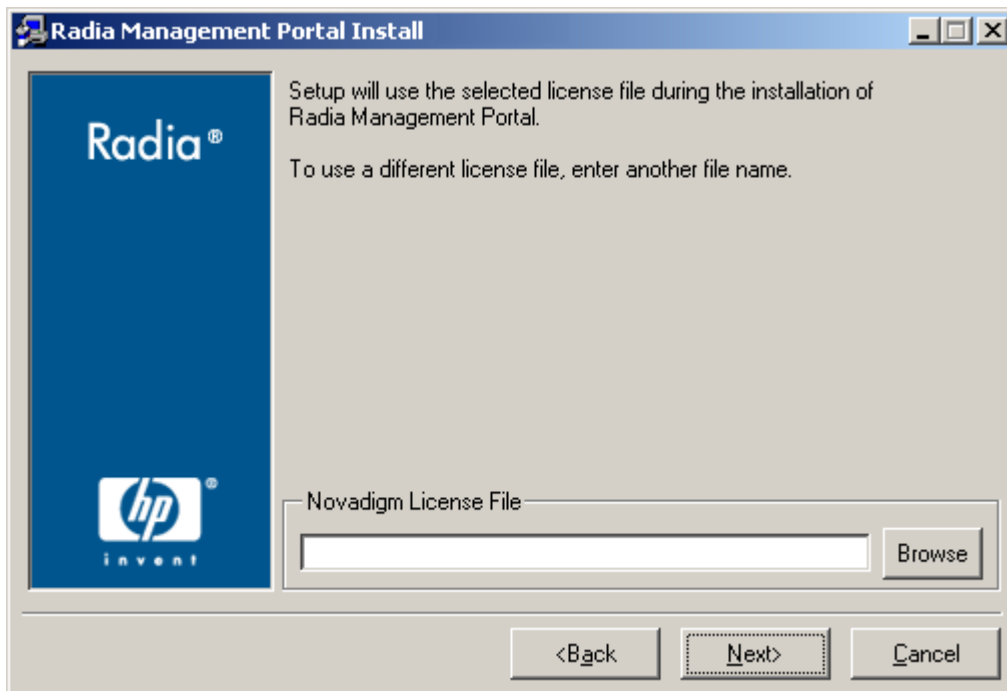 Radia Management Portal Install
Setup will use the selected license file during the installation of
Radia Management Portal.
To use a different license file, enter another file name.
Radia®
hp®
invent
Novadigm License File
Browse
<Back
Next>
Cancel